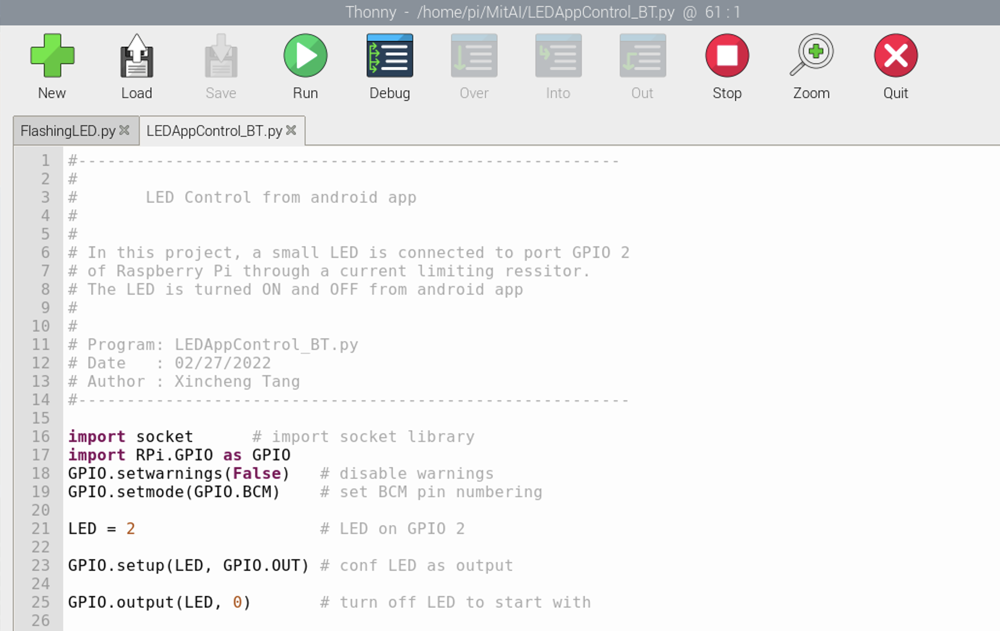 Thonny - /home/pi/MitAI/LEDAppControl_BT.py @ 61 : 1
New Load Save Run Debug Over Into Out Stop Zoom Quit
FlashingLED.py LEDAppControl_BT.py
1 #--------------------------------------------------------
2 #
3 #       LED Control from android app
4 #
5 #
6 # In this project, a small LED is connected to port GPIO 2
7 # of Raspberry Pi through a current limiting ressitor.
8 # The LED is turned ON and OFF from android app
9 #
10 #
11 # Program: LEDAppControl_BT.py
12 # Date   : 02/27/2022
13 # Author : Xincheng Tang
14 #---------------------------------------------------------
15
16 import socket      # import socket library
17 import RPi.GPIO as GPIO
18 GPIO.setwarnings(False)   # disable warnings
19 GPIO.setmode(GPIO.BCM)    # set BCM pin numbering
20
21 LED = 2                   # LED on GPIO 2
22
23 GPIO.setup(LED, GPIO.OUT) # conf LED as output
24
25 GPIO.output(LED, 0)       # turn off LED to start with
26